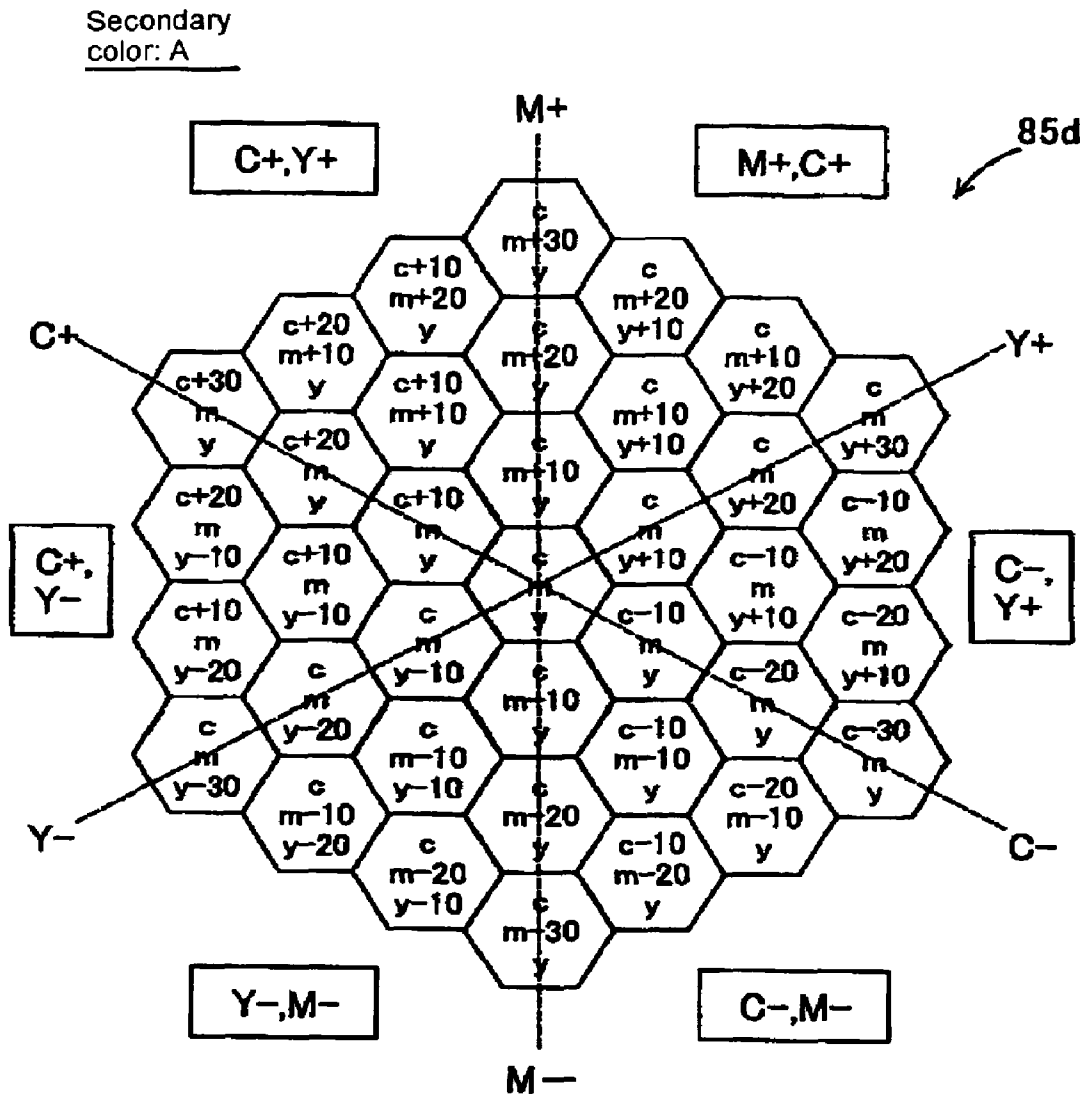 Secondary
color: A
M+
85d
C+,Y+
M+,C+
c
m+30
y
c+10
m+20
y
c
m+20
y+10
c+20
m+10
y
c
m+20
y
c
m+10
y+20
C+
Y+
c+30
m
y
c+10
m+10
y
c
m+10
y+10
c
m
y+30
c+20
m
y
c
m+10
y
c
m
y+20
c+20
m
y-10
c+10
m
y
c
m
y+10
c-10
m
y+20
C+,
Y-
c+10
m
y-10
c
m
y
c-10
m
y+10
C-,
Y+
c+10
m
y-20
c
m
y-10
c-10
m
y
c-20
m
y+10
c
m
y-20
c
m-10
y
c-20
m
y
c
m
y-30
c
m-10
y-10
c-10
m-10
y
c-30
m
y
c
m-10
y-20
c
m-20
y
c-20
m-10
y
Y-
C-
c
m-20
y-10
c-10
m-20
y
c
m-30
y
Y-,M-
C-,M-
M-